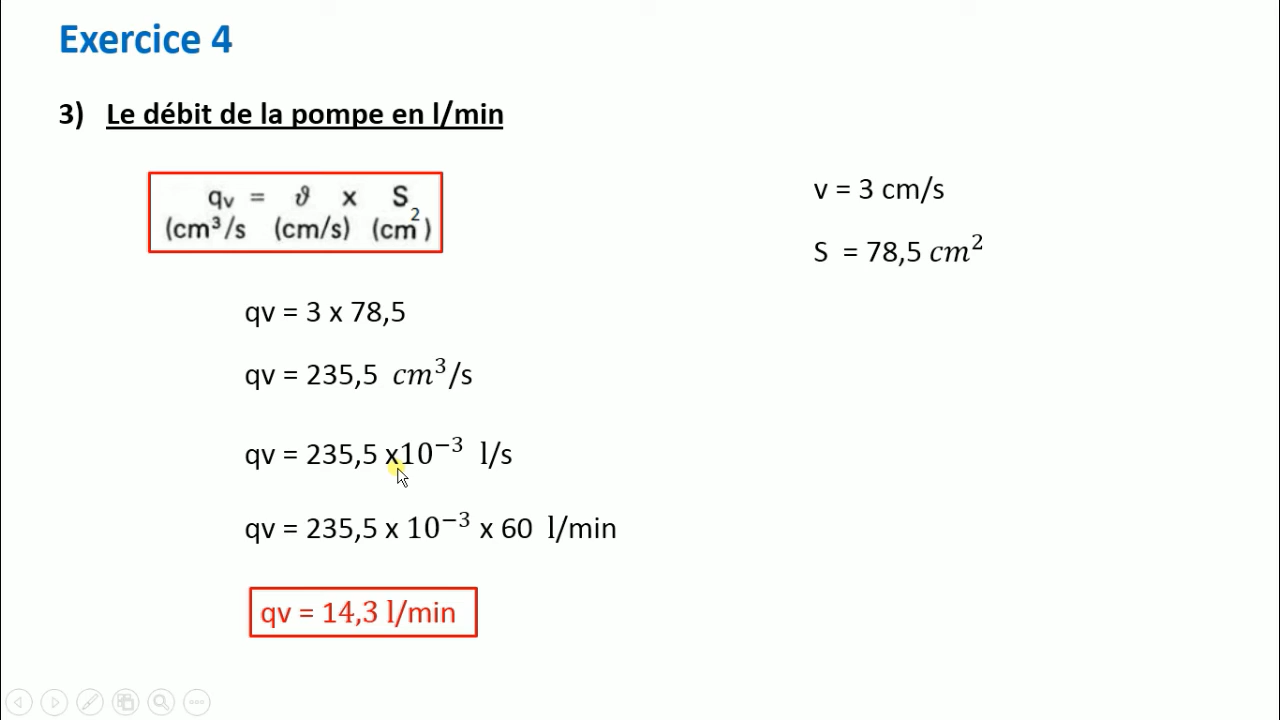 Exercice 4
3) Le débit de la pompe en l/min
qv = ϑ x S
(cm³/s (cm/s) (cm²)
v = 3 cm/s
S = 78,5 cm²
qv = 3 x 78,5
qv = 235,5 cm³/s
qv = 235,5 x10⁻³ l/s
qv = 235,5 x 10⁻³ x 60 l/min
qv = 14,3 l/min